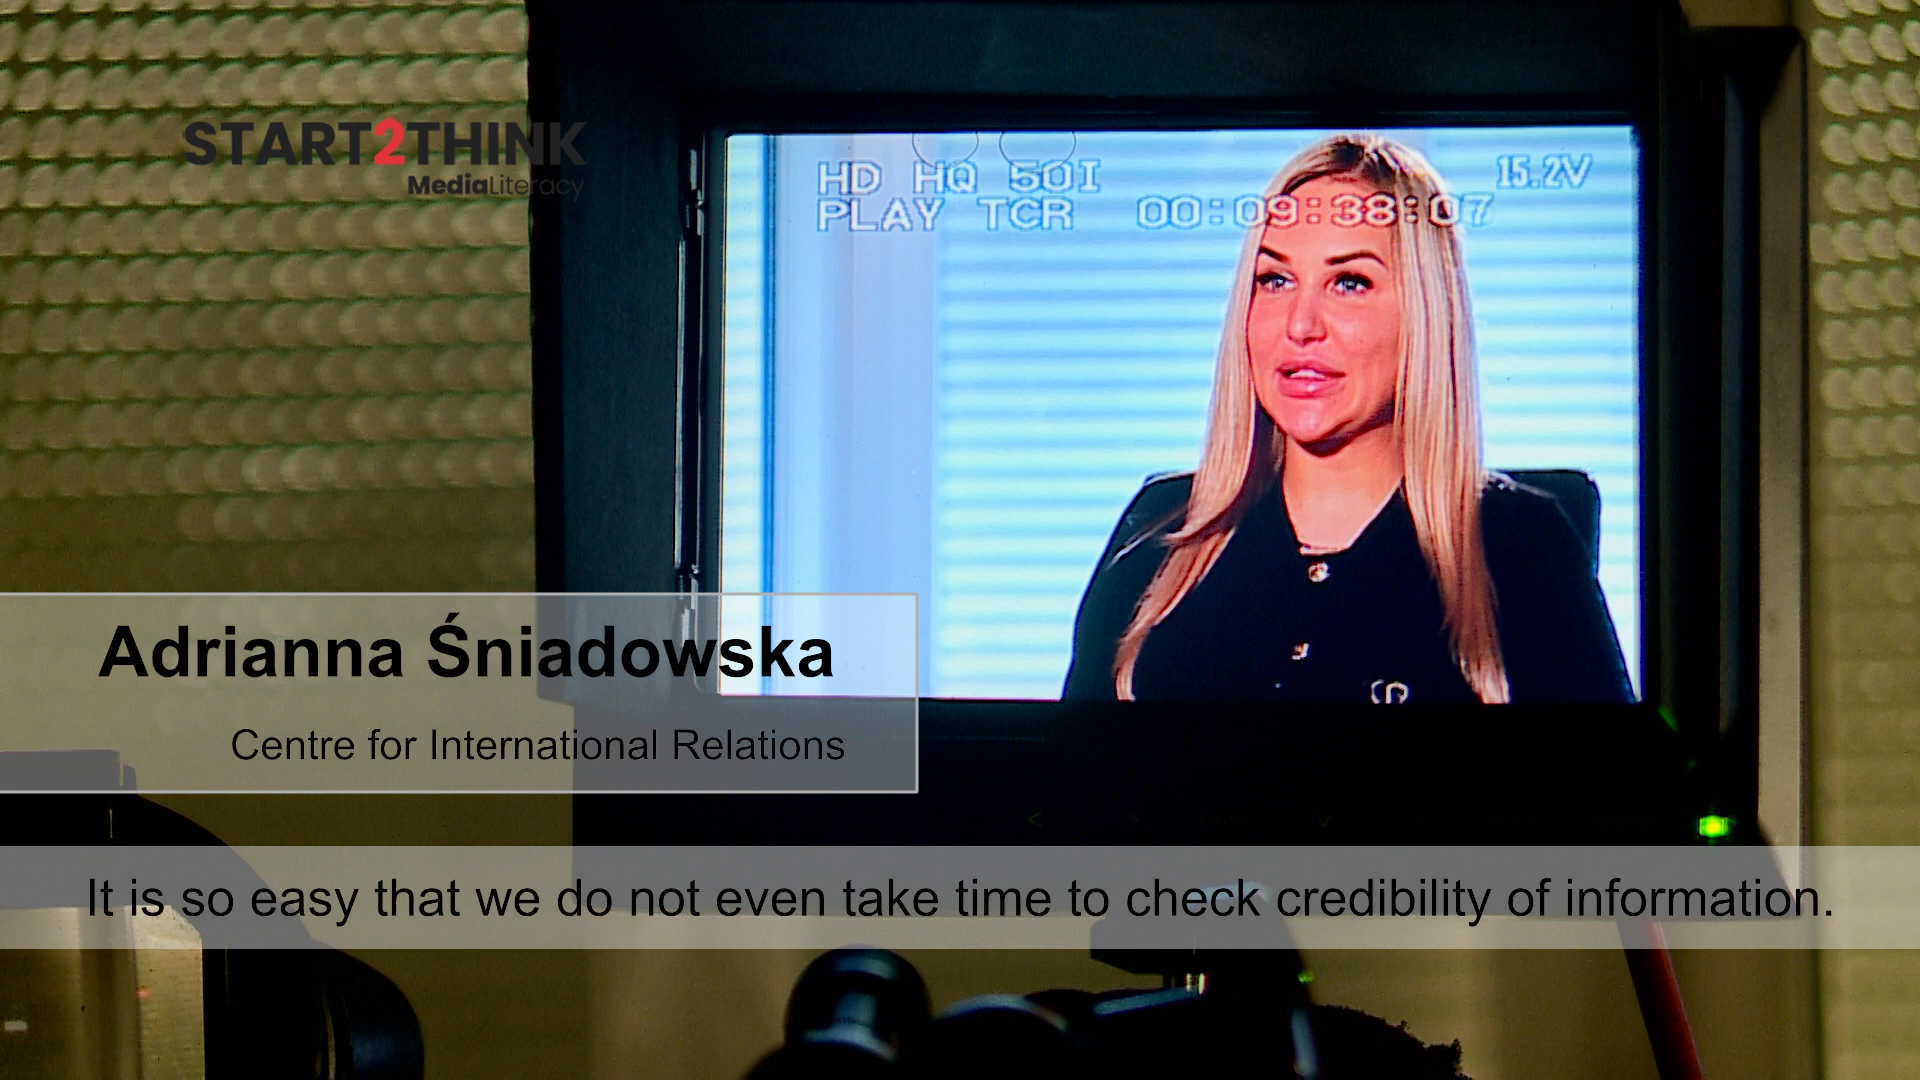 START2THINK
MediaLiteracy
HD HQ 50I
15.2V
PLAY TCR 00:09:38:07
Adrianna Śniadowska
Centre for International Relations
It is so easy that we do not even take time to check credibility of information.